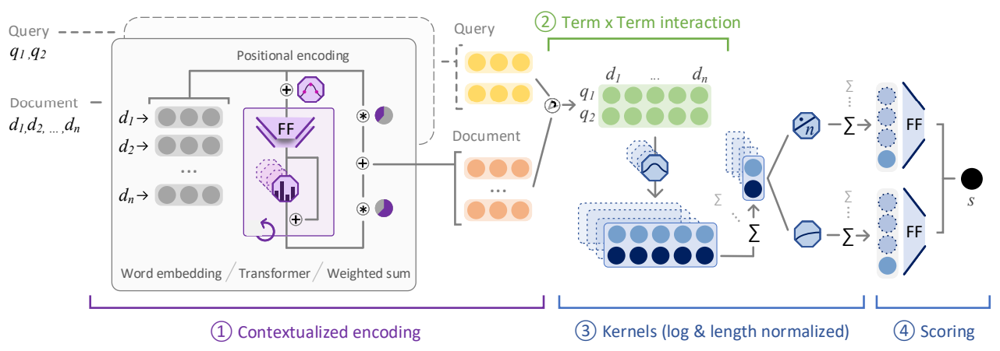 Query
q1 ,q2
Document
d1,d2, ... ,dn
Positional encoding
d1
d2
...
dn
+
FF
+
*
+
*
Word embedding / Transformer / Weighted sum
① Contextualized encoding
Query
Document
...
② Term x Term interaction
d1 ... dn
q1
q2
Σ
Σ
n
Σ
Σ
Σ
Σ
③ Kernels (log & length normalized)
FF
FF
s
④ Scoring